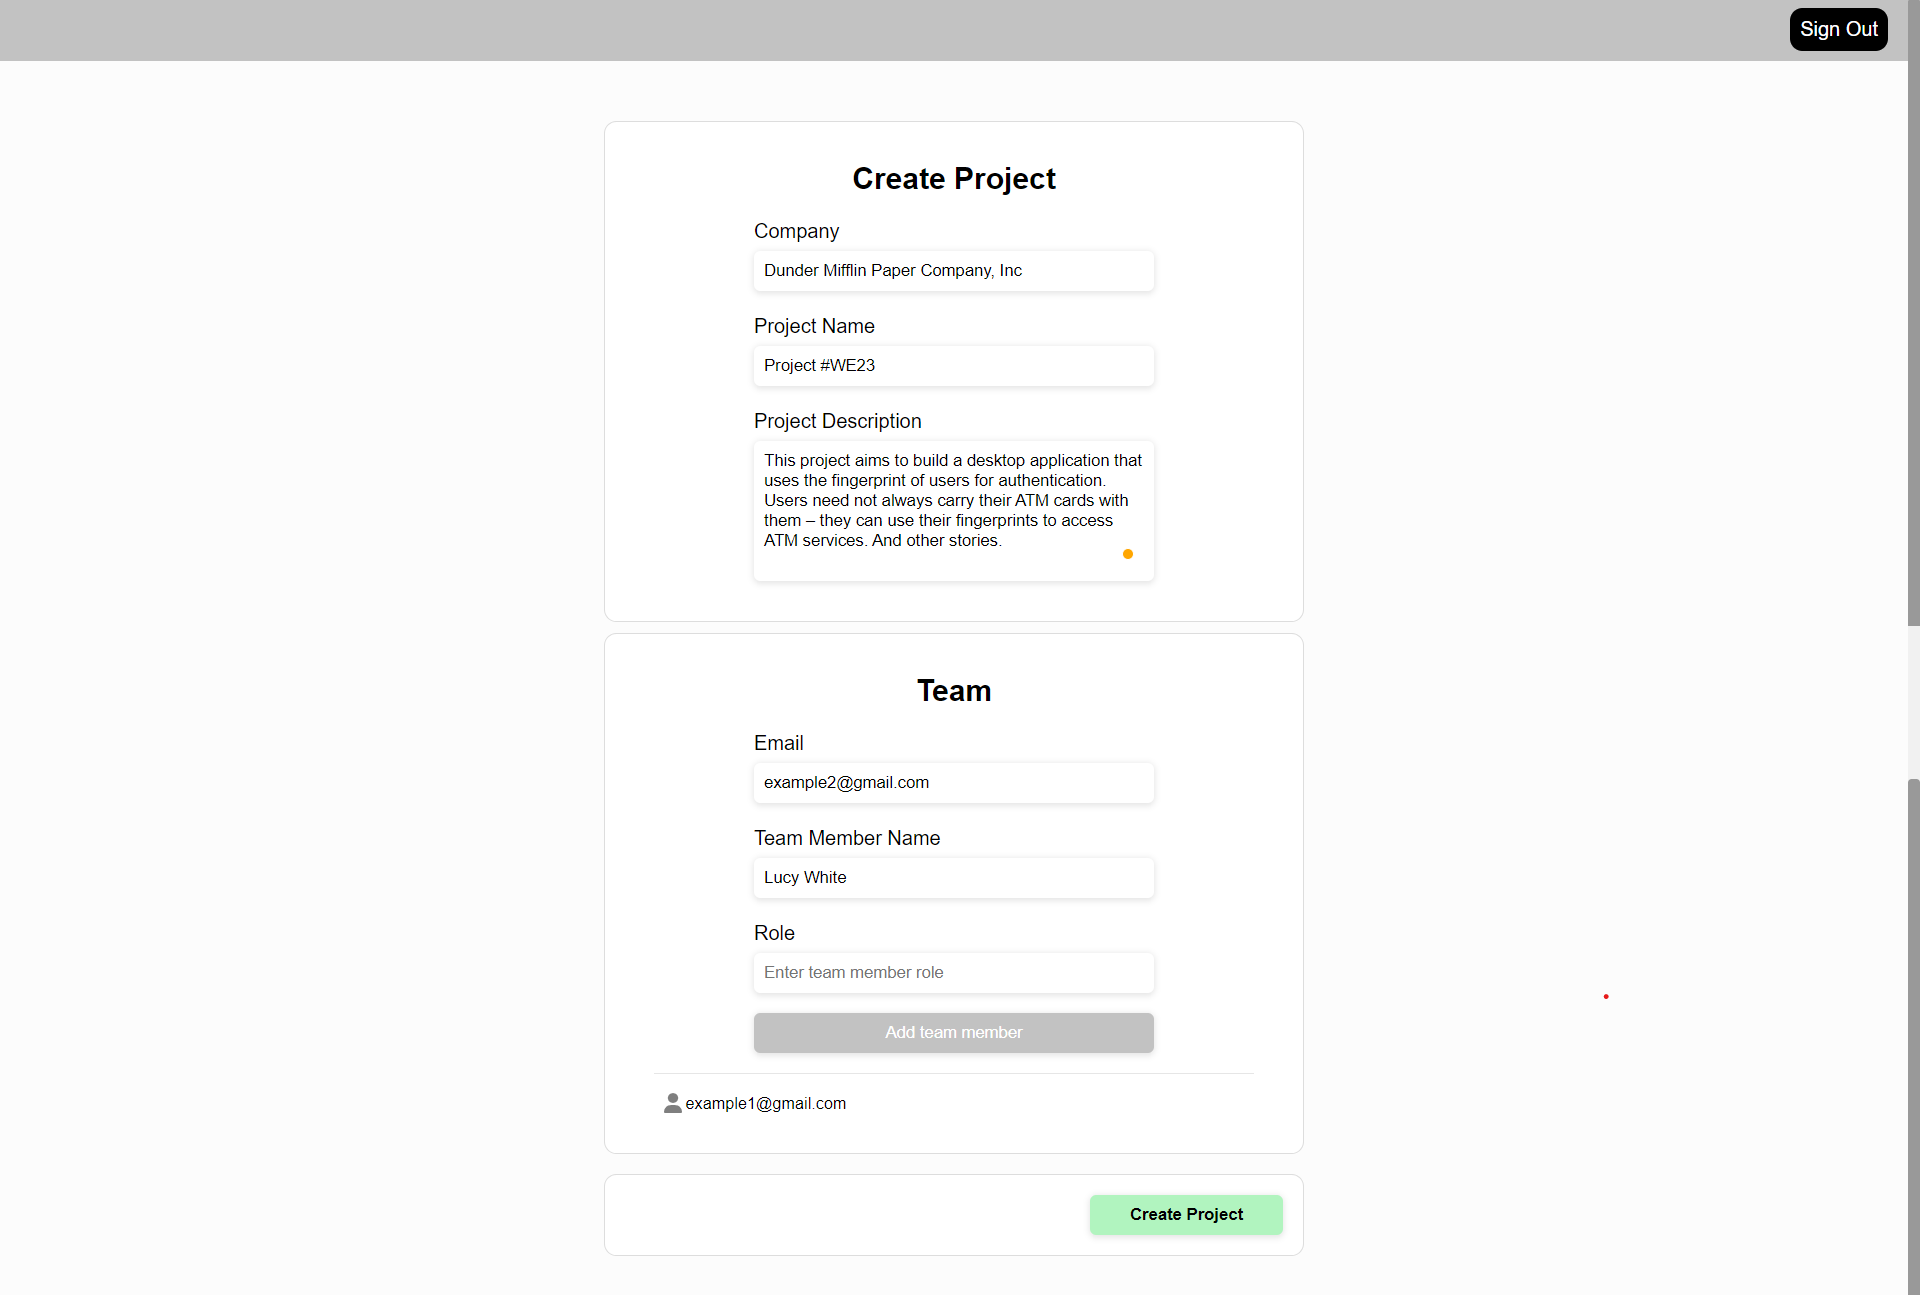 Sign Out
Create Project
Company
Dunder Mifflin Paper Company, Inc
Project Name
Project #WE23
Project Description
This project aims to build a desktop application that
uses the fingerprint of users for authentication.
Users need not always carry their ATM cards with
them – they can use their fingerprints to access
ATM services. And other stories.
Team
Email
example2@gmail.com
Team Member Name
Lucy White
Role
Enter team member role
Add team member
example1@gmail.com
Create Project